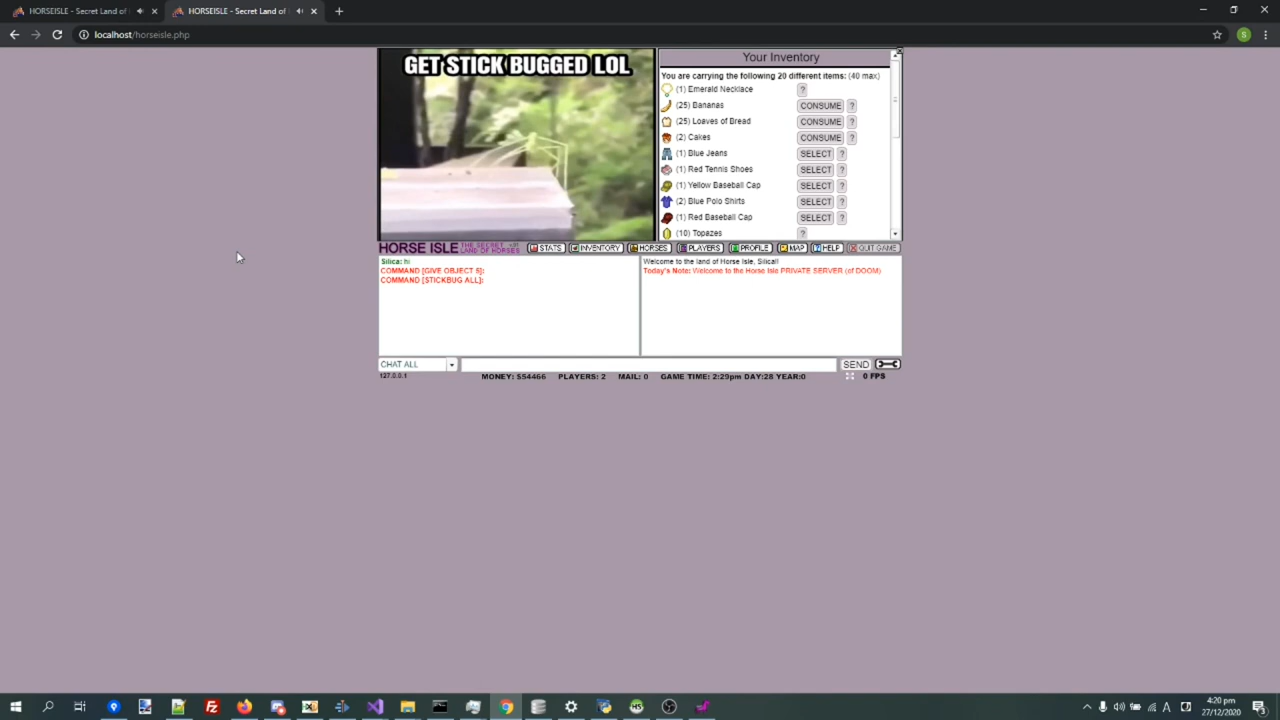 HORSEISLE - Secret Land of
HORSEISLE - Secret Land of
localhost/horseisle.php
S
GET STICK BUGGED LOL
Your Inventory
You are carrying the following 20 different items: (40 max)
(1) Emerald Necklace ?
(25) Bananas CONSUME ?
(25) Loaves of Bread CONSUME ?
(2) Cakes CONSUME ?
(1) Blue Jeans SELECT ?
(1) Red Tennis Shoes SELECT ?
(1) Yellow Baseball Cap SELECT ?
(2) Blue Polo Shirts SELECT ?
(1) Red Baseball Cap SELECT ?
(10) Topazes ?
HORSE ISLE THE SECRET LAND OF HORSES STATS INVENTORY HORSES PLAYERS PROFILE MAP HELP QUIT GAME
Silica: hi
COMMAND [GIVE OBJECT 5]:
COMMAND [STICKBUG ALL]:
Welcome to the land of Horse Isle, Silica!!
Today's Note: Welcome to the Horse Isle PRIVATE SERVER (of DOOM)
CHAT ALL SEND
127.0.0.1 MONEY: $54466 PLAYERS: 2 MAIL: 0 GAME TIME: 2:29pm DAY:28 YEAR:0 0 FPS
4:20 pm
27/12/2020